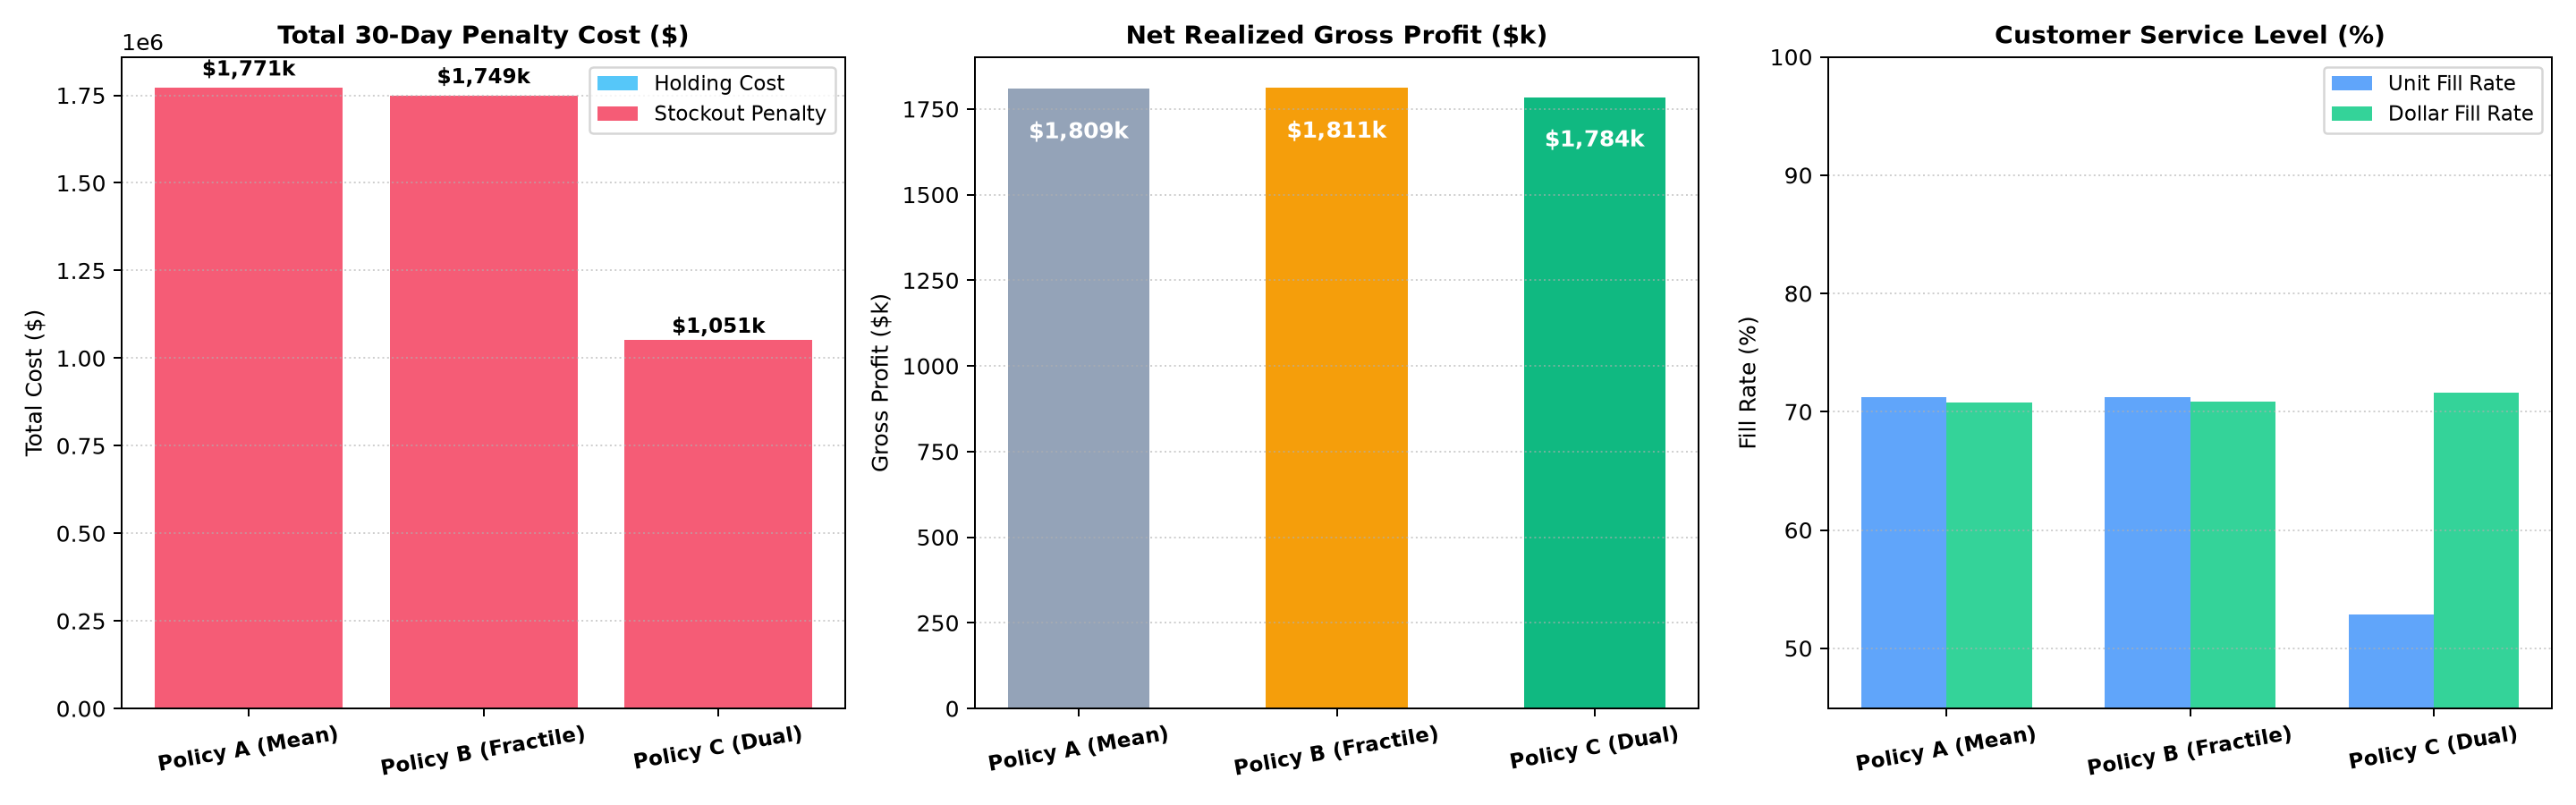 Total 30-Day Penalty Cost ($)
1e6
Total Cost ($)
1.75
1.50
1.25
1.00
0.75
0.50
0.25
0.00
$1,771k
$1,749k
$1,051k
Holding Cost
Stockout Penalty
Policy A (Mean)
Policy B (Fractile)
Policy C (Dual)
Net Realized Gross Profit ($k)
Gross Profit ($k)
1750
1500
1250
1000
750
500
250
0
$1,809k
$1,811k
$1,784k
Policy A (Mean)
Policy B (Fractile)
Policy C (Dual)
Customer Service Level (%)
Fill Rate (%)
100
90
80
70
60
50
Unit Fill Rate
Dollar Fill Rate
Policy A (Mean)
Policy B (Fractile)
Policy C (Dual)